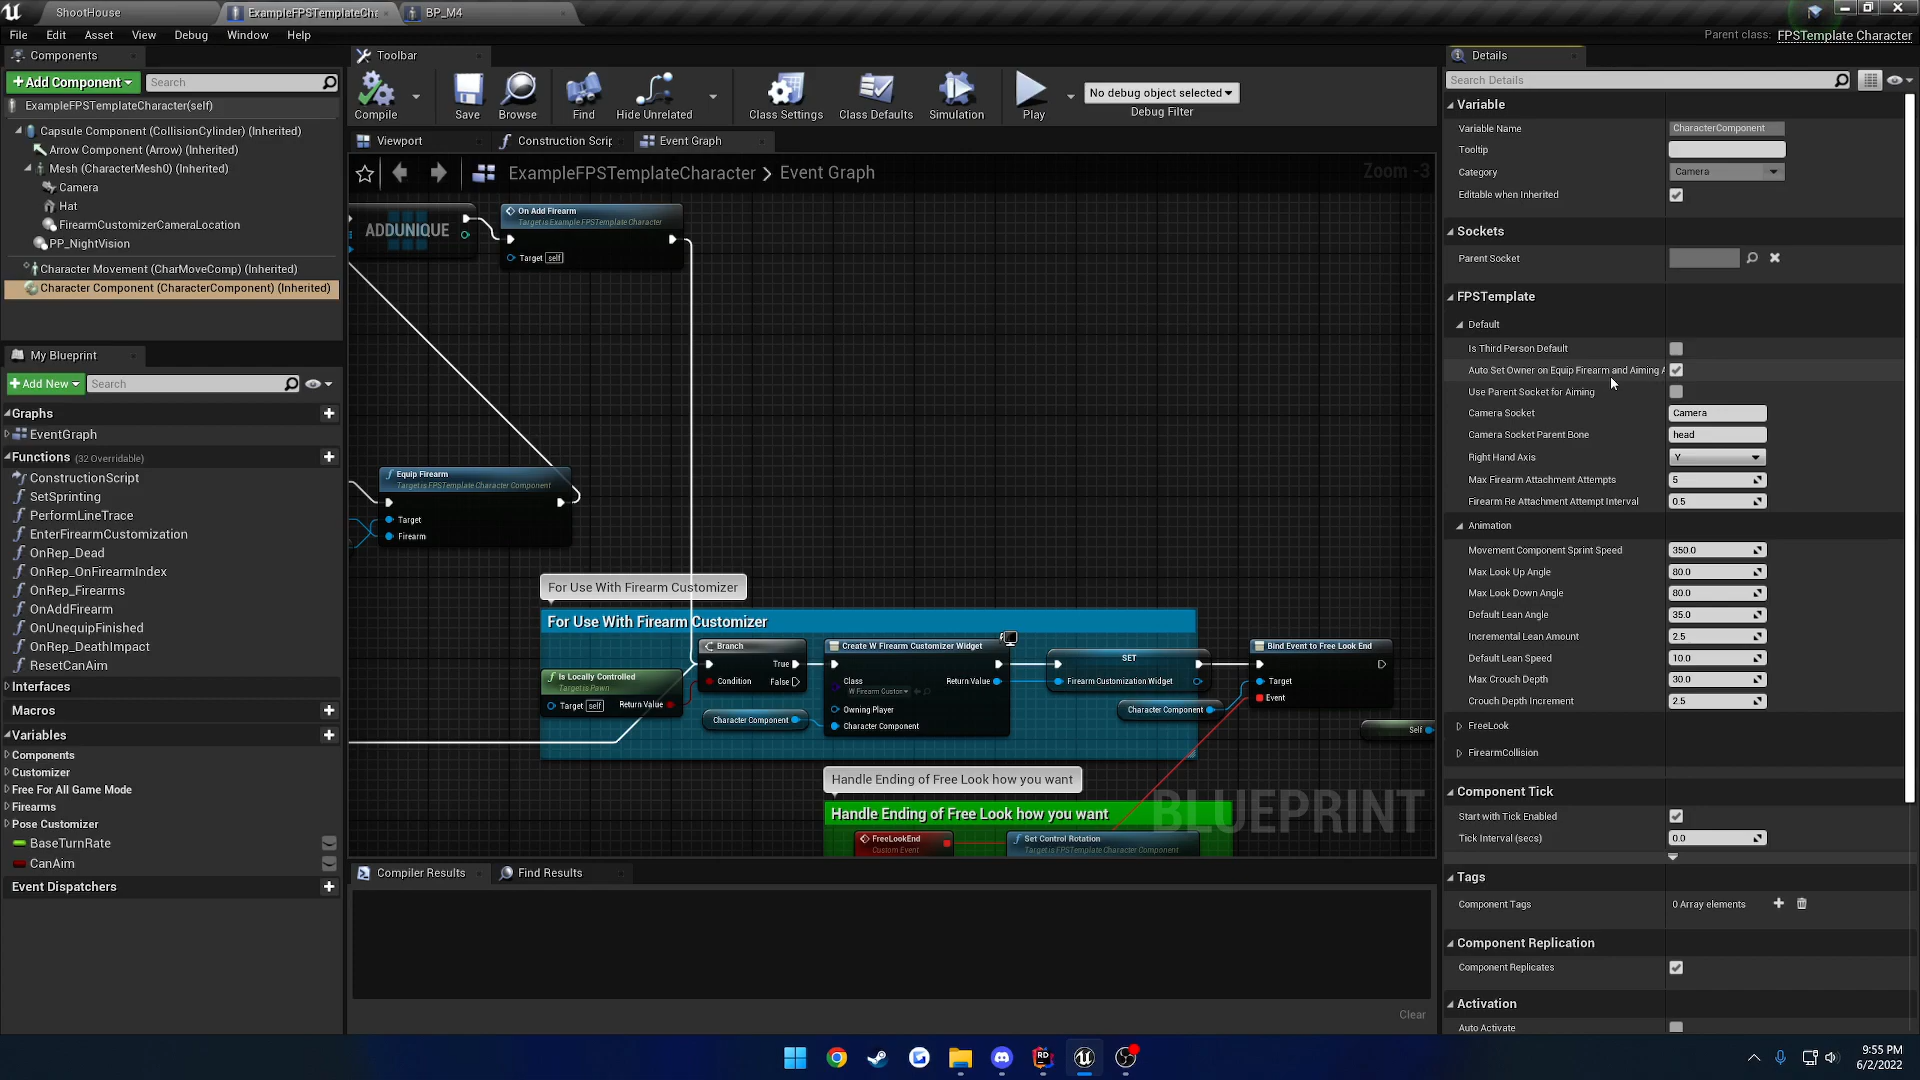 ShootHouse
ExampleFPSTemplateCha
BP_M4
File Edit Asset View Debug Window Help
Parent class: FPSTemplate Character
Components
+Add Component
Search
ExampleFPSTemplateCharacter(self)
Capsule Component (CollisionCylinder) (Inherited)
Arrow Component (Arrow) (Inherited)
Mesh (CharacterMesh0) (Inherited)
Camera
Hat
FirearmCustomizerCameraLocation
PP_NightVision
Character Movement (CharMoveComp) (Inherited)
Character Component (CharacterComponent) (Inherited)
My Blueprint
+Add New
Search
Graphs
EventGraph
Functions (32 Overridable)
ConstructionScript
SetSprinting
PerformLineTrace
EnterFirearmCustomization
OnRep_Dead
OnRep_OnFirearmIndex
OnRep_Firearms
OnAddFirearm
OnUnequipFinished
OnRep_DeathImpact
ResetCanAim
Interfaces
Macros
Variables
Components
Customizer
Free For All Game Mode
Firearms
Pose Customizer
BaseTurnRate
CanAim
Event Dispatchers
Toolbar
Compile
Save
Browse
Find
Hide Unrelated
Class Settings
Class Defaults
Simulation
Play
No debug object selected
Debug Filter
Viewport
Construction Scrip
Event Graph
ExampleFPSTemplateCharacter > Event Graph
Zoom -3
ADDUNIQUE
On Add Firearm
Target is Example FPSTemplate Character
Target self
Equip Firearm
Target is FPSTemplate Character Component
Target
Firearm
For Use With Firearm Customizer
For Use With Firearm Customizer
Is Locally Controlled
Target is Pawn
Target self
Return Value
Branch
True
Condition
False
Character Component
Create W Firearm Customizer Widget
Class
W Firearm Custor
Return Value
Owning Player
Character Component
SET
Firearm Customization Widget
Character Component
Bind Event to Free Look End
Target
Event
Self
Handle Ending of Free Look how you want
Handle Ending of Free Look how you want
FreeLookEnd
Custom Event
Set Control Rotation
Target is FPSTemplate Character Component
BLUEPRINT
Compiler Results
Find Results
Clear
Details
Search Details
Variable
Variable Name CharacterComponent
Tooltip
Category Camera
Editable when Inherited
Sockets
Parent Socket
FPSTemplate
Default
Is Third Person Default
Auto Set Owner on Equip Firearm and Aiming A
Use Parent Socket for Aiming
Camera Socket Camera
Camera Socket Parent Bone head
Right Hand Axis Y
Max Firearm Attachment Attempts 5
Firearm Re Attachment Attempt Interval 0.5
Animation
Movement Component Sprint Speed 350.0
Max Look Up Angle 80.0
Max Look Down Angle 80.0
Default Lean Angle 35.0
Incremental Lean Amount 2.5
Default Lean Speed 10.0
Max Crouch Depth 30.0
Crouch Depth Increment 2.5
FreeLook
FirearmCollision
Component Tick
Start with Tick Enabled
Tick Interval (secs) 0.0
Tags
Component Tags 0 Array elements
Component Replication
Component Replicates
Activation
Auto Activate
9:55 PM
6/2/2022